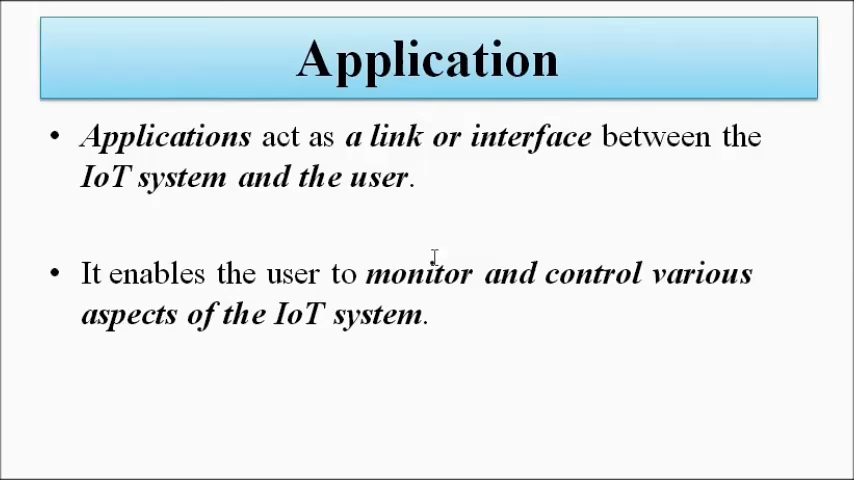 Application
• Applications act as a link or interface between the
IoT system and the user.
• It enables the user to monitor and control various
aspects of the IoT system.